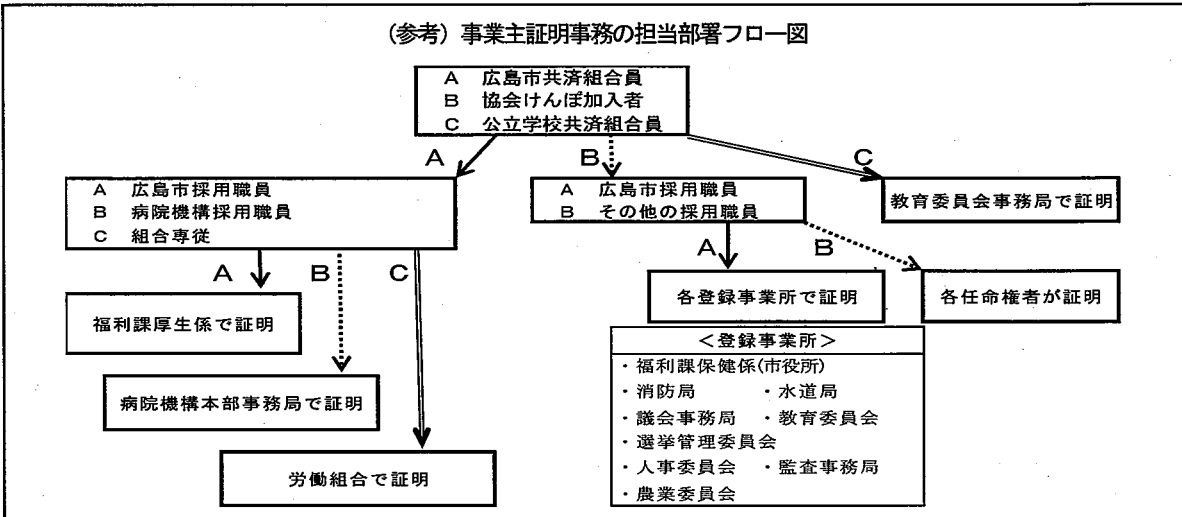 (参考) 事業主証明事務の担当部署フロー図
A 広島市共済組合員
B 協会けんぽ加入者
C 公立学校共済組合員
A
B
C
A 広島市採用職員
B 病院機構採用職員
C 組合専従
A 広島市採用職員
B その他の採用職員
教育委員会事務局で証明
A
B
C
A
B
福利課厚生係で証明
各登録事業所で証明
各任命権者が証明
病院機構本部事務局で証明
労働組合で証明
<登録事業所>
・福利課保健係(市役所)
・消防局 ・水道局
・議会事務局 ・教育委員会
・選挙管理委員会
・人事委員会 ・監査事務局
・農業委員会